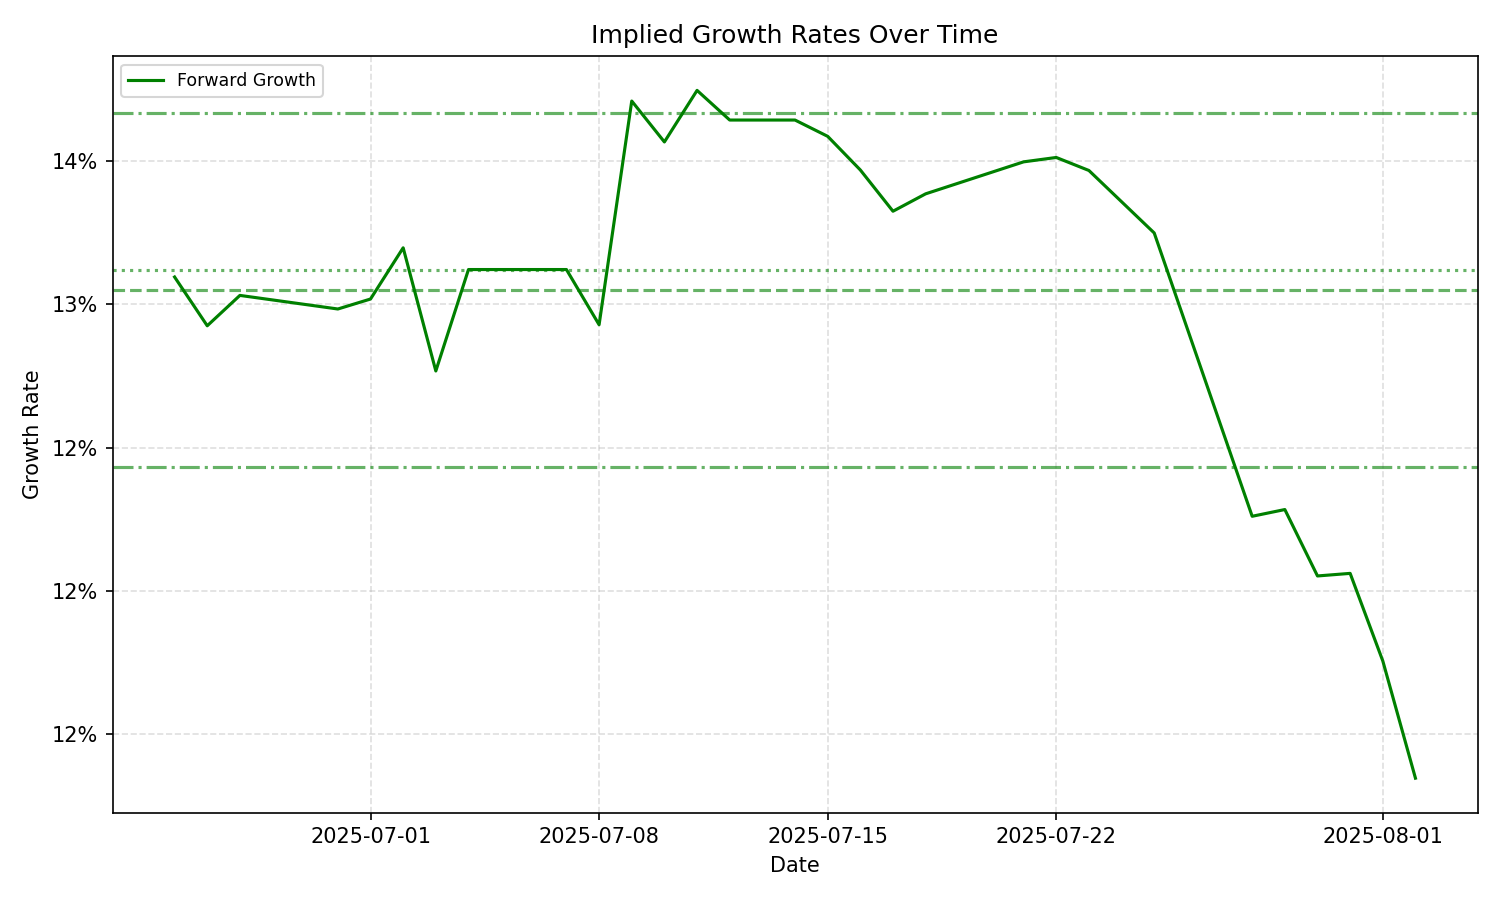 Implied Growth Rates Over Time
Forward Growth
14%
13%
12%
12%
12%
Growth Rate
2025-07-01
2025-07-08
2025-07-15
2025-07-22
2025-08-01
Date